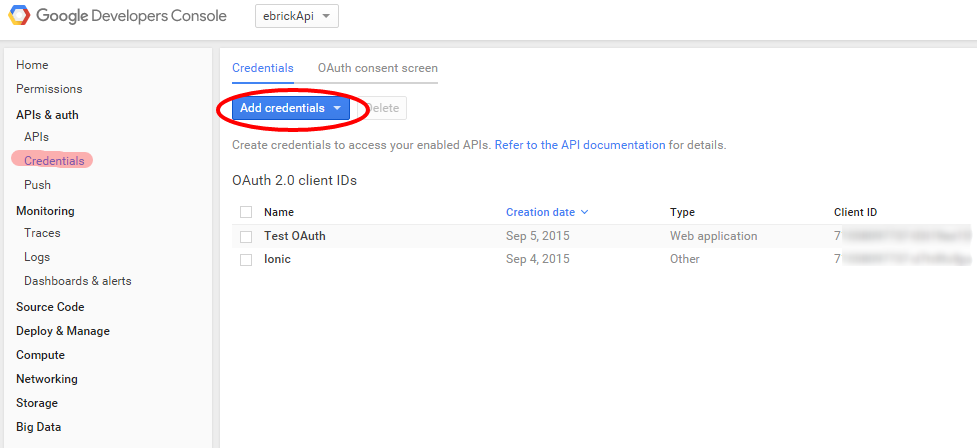 Google Developers Console ebrickApi
Home
Permissions
APIs & auth
APIs
Credentials
Push
Monitoring
Traces
Logs
Dashboards & alerts
Source Code
Deploy & Manage
Compute
Networking
Storage
Big Data
Credentials OAuth consent screen
Add credentials Delete
Create credentials to access your enabled APIs. Refer to the API documentation for details.
OAuth 2.0 client IDs
Name Creation date Type Client ID
Test OAuth Sep 5, 2015 Web application 7
Ionic Sep 4, 2015 Other 7